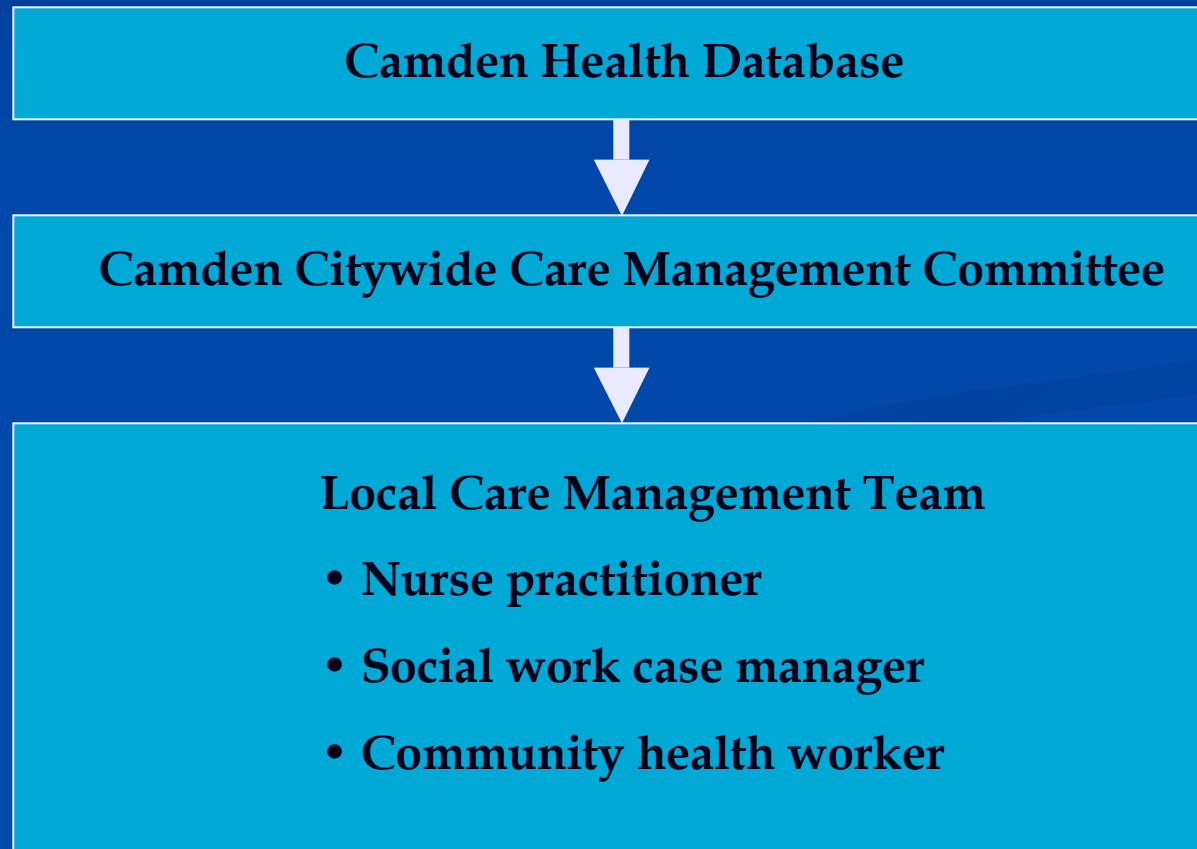 Camden Health Database
Camden Citywide Care Management Committee
Local Care Management Team
• Nurse practitioner
• Social work case manager
• Community health worker